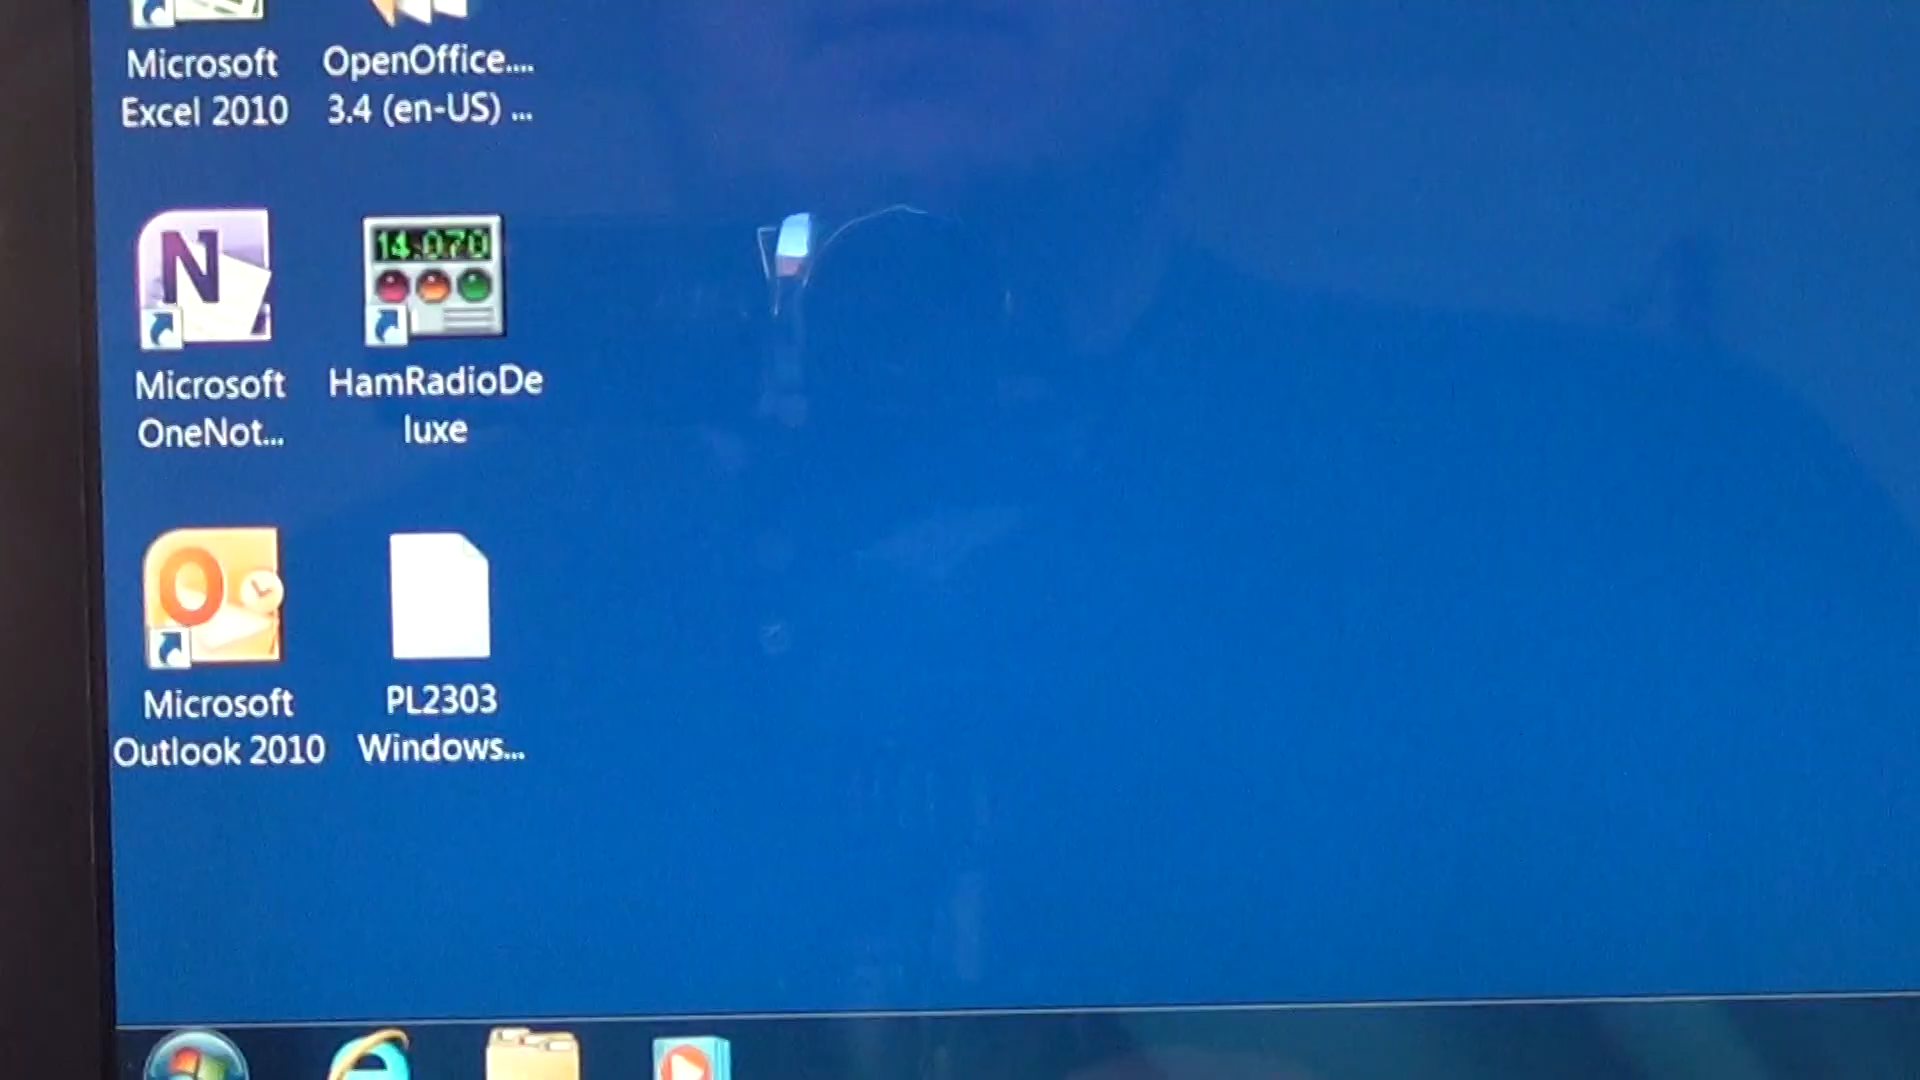 Microsoft
Excel 2010
OpenOffice....
3.4 (en-US) ...
N
Microsoft
OneNot...
14.070
HamRadioDe
luxe
O
Microsoft
Outlook 2010
PL2303
Windows...